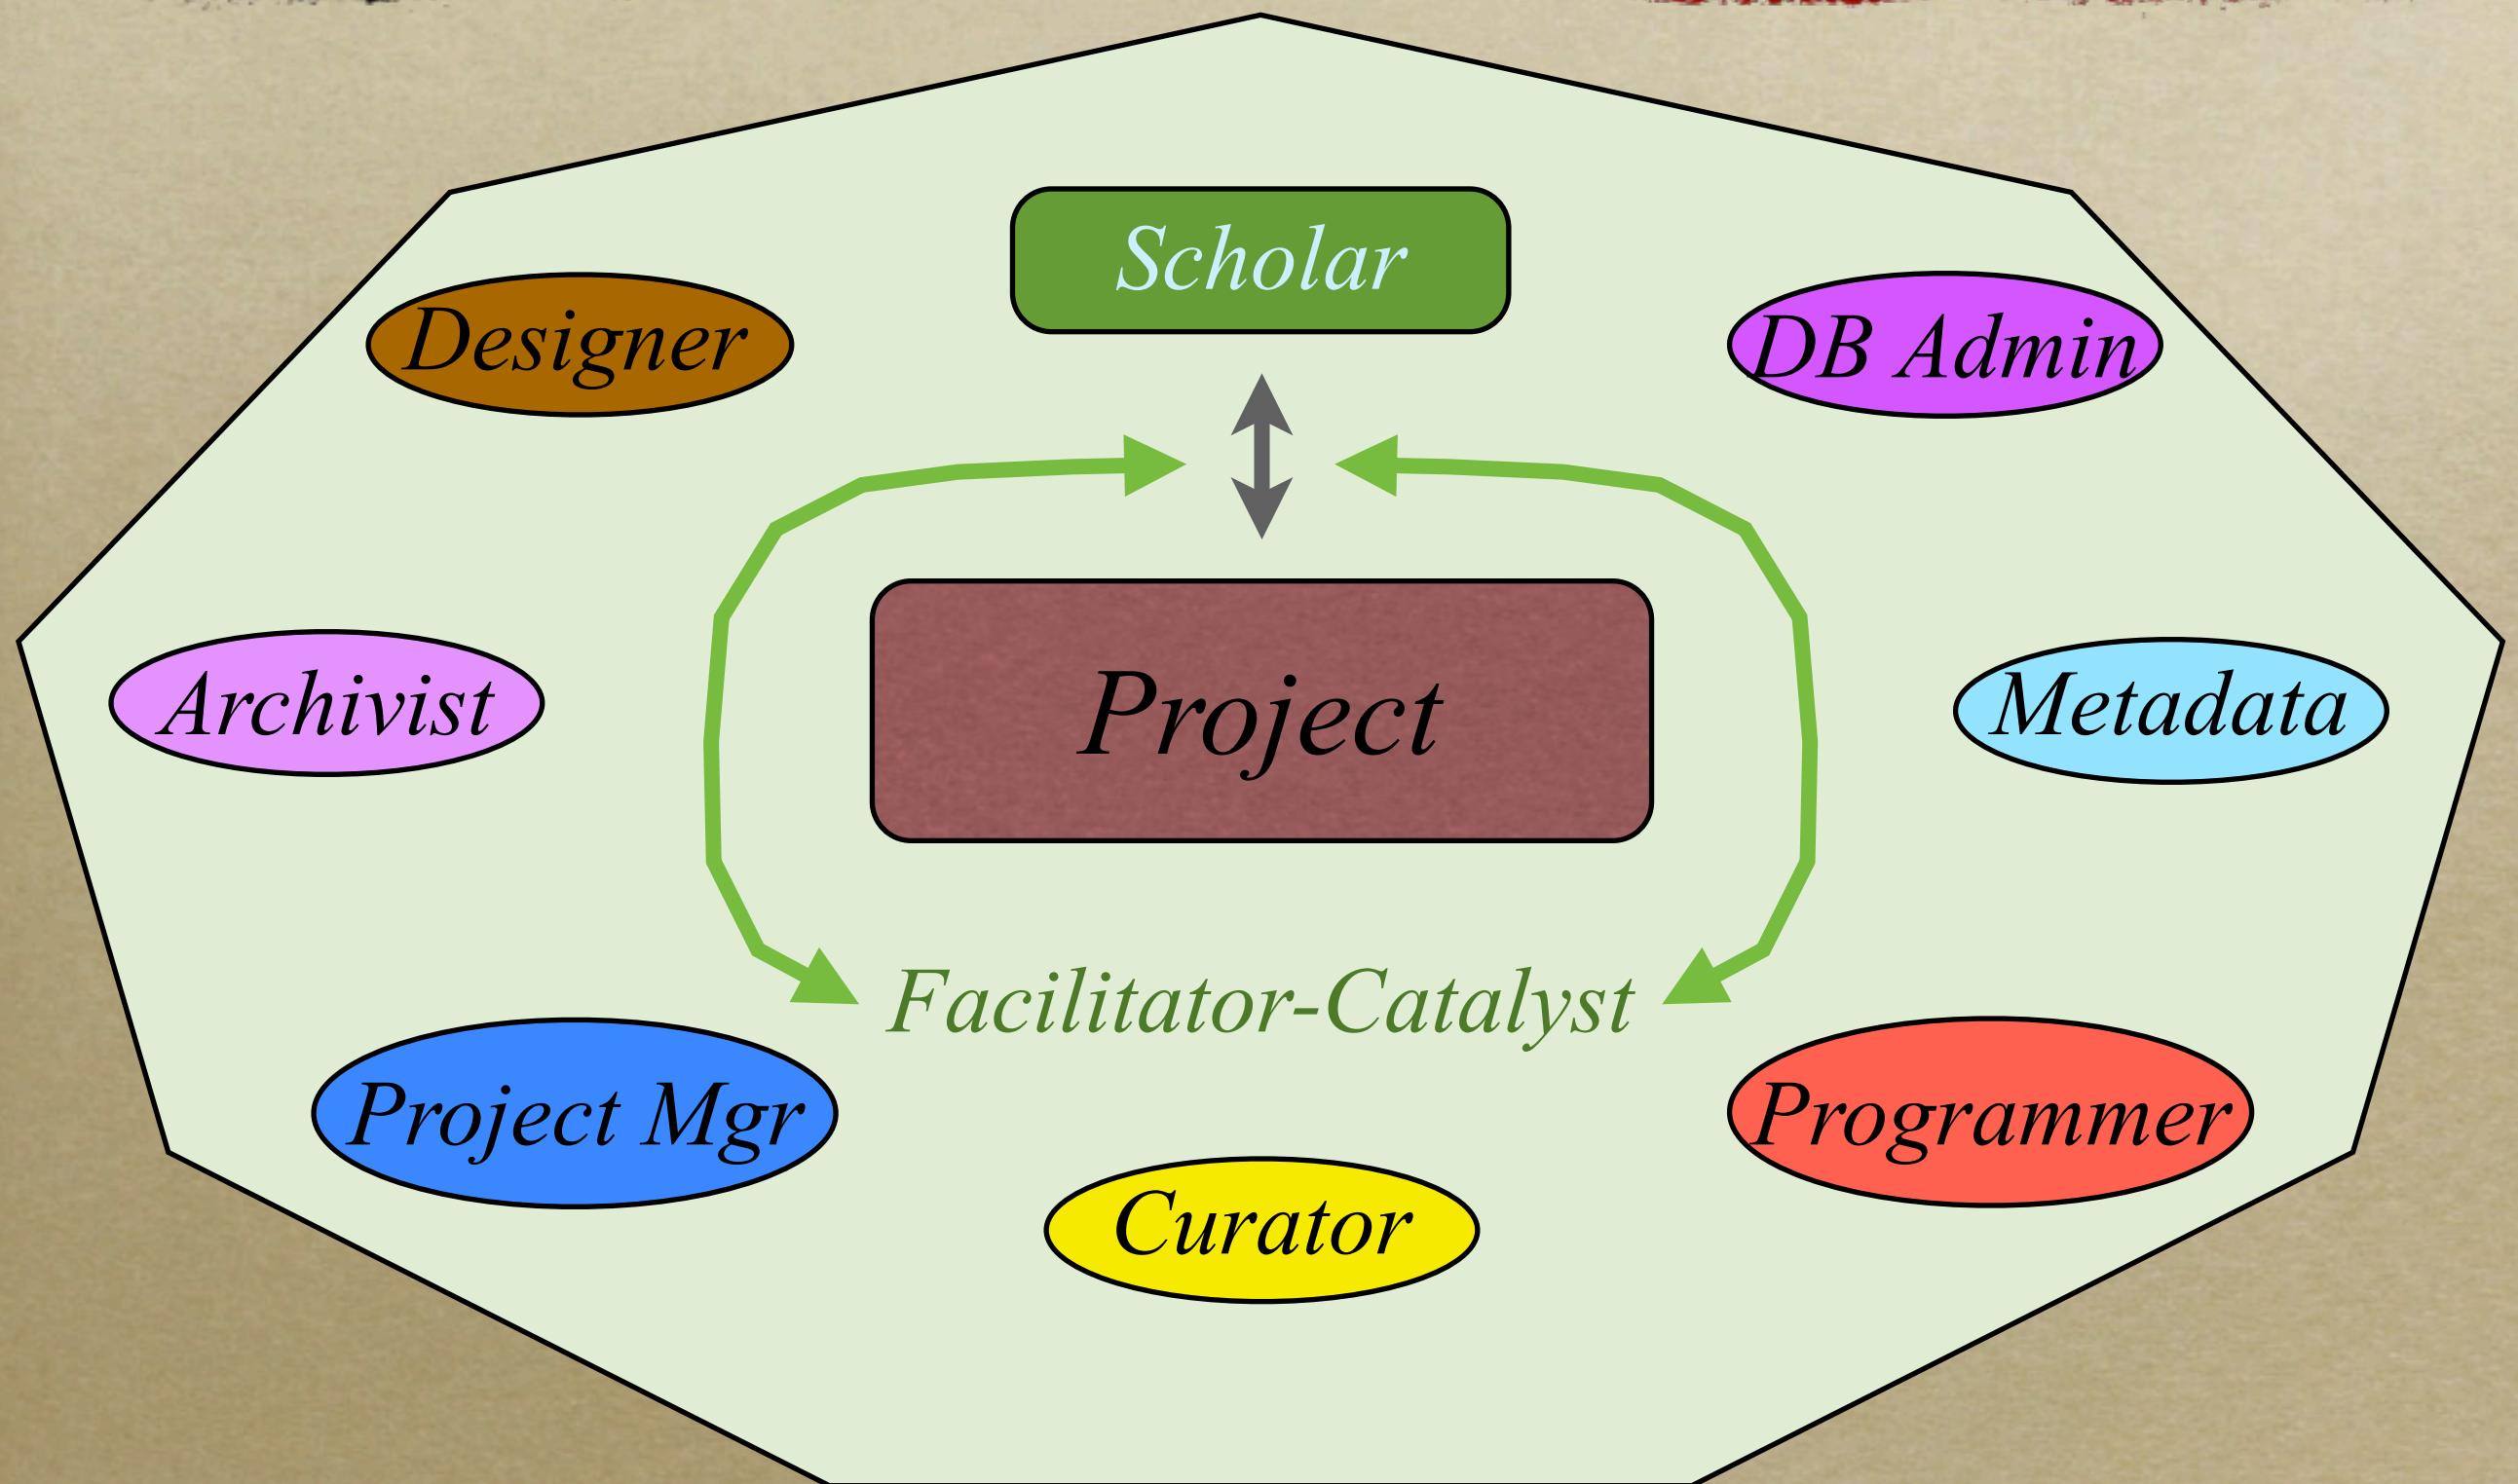 Scholar
Designer
DB Admin
Archivist
Project
Metadata
Facilitator-Catalyst
Project Mgr
Programmer
Curator